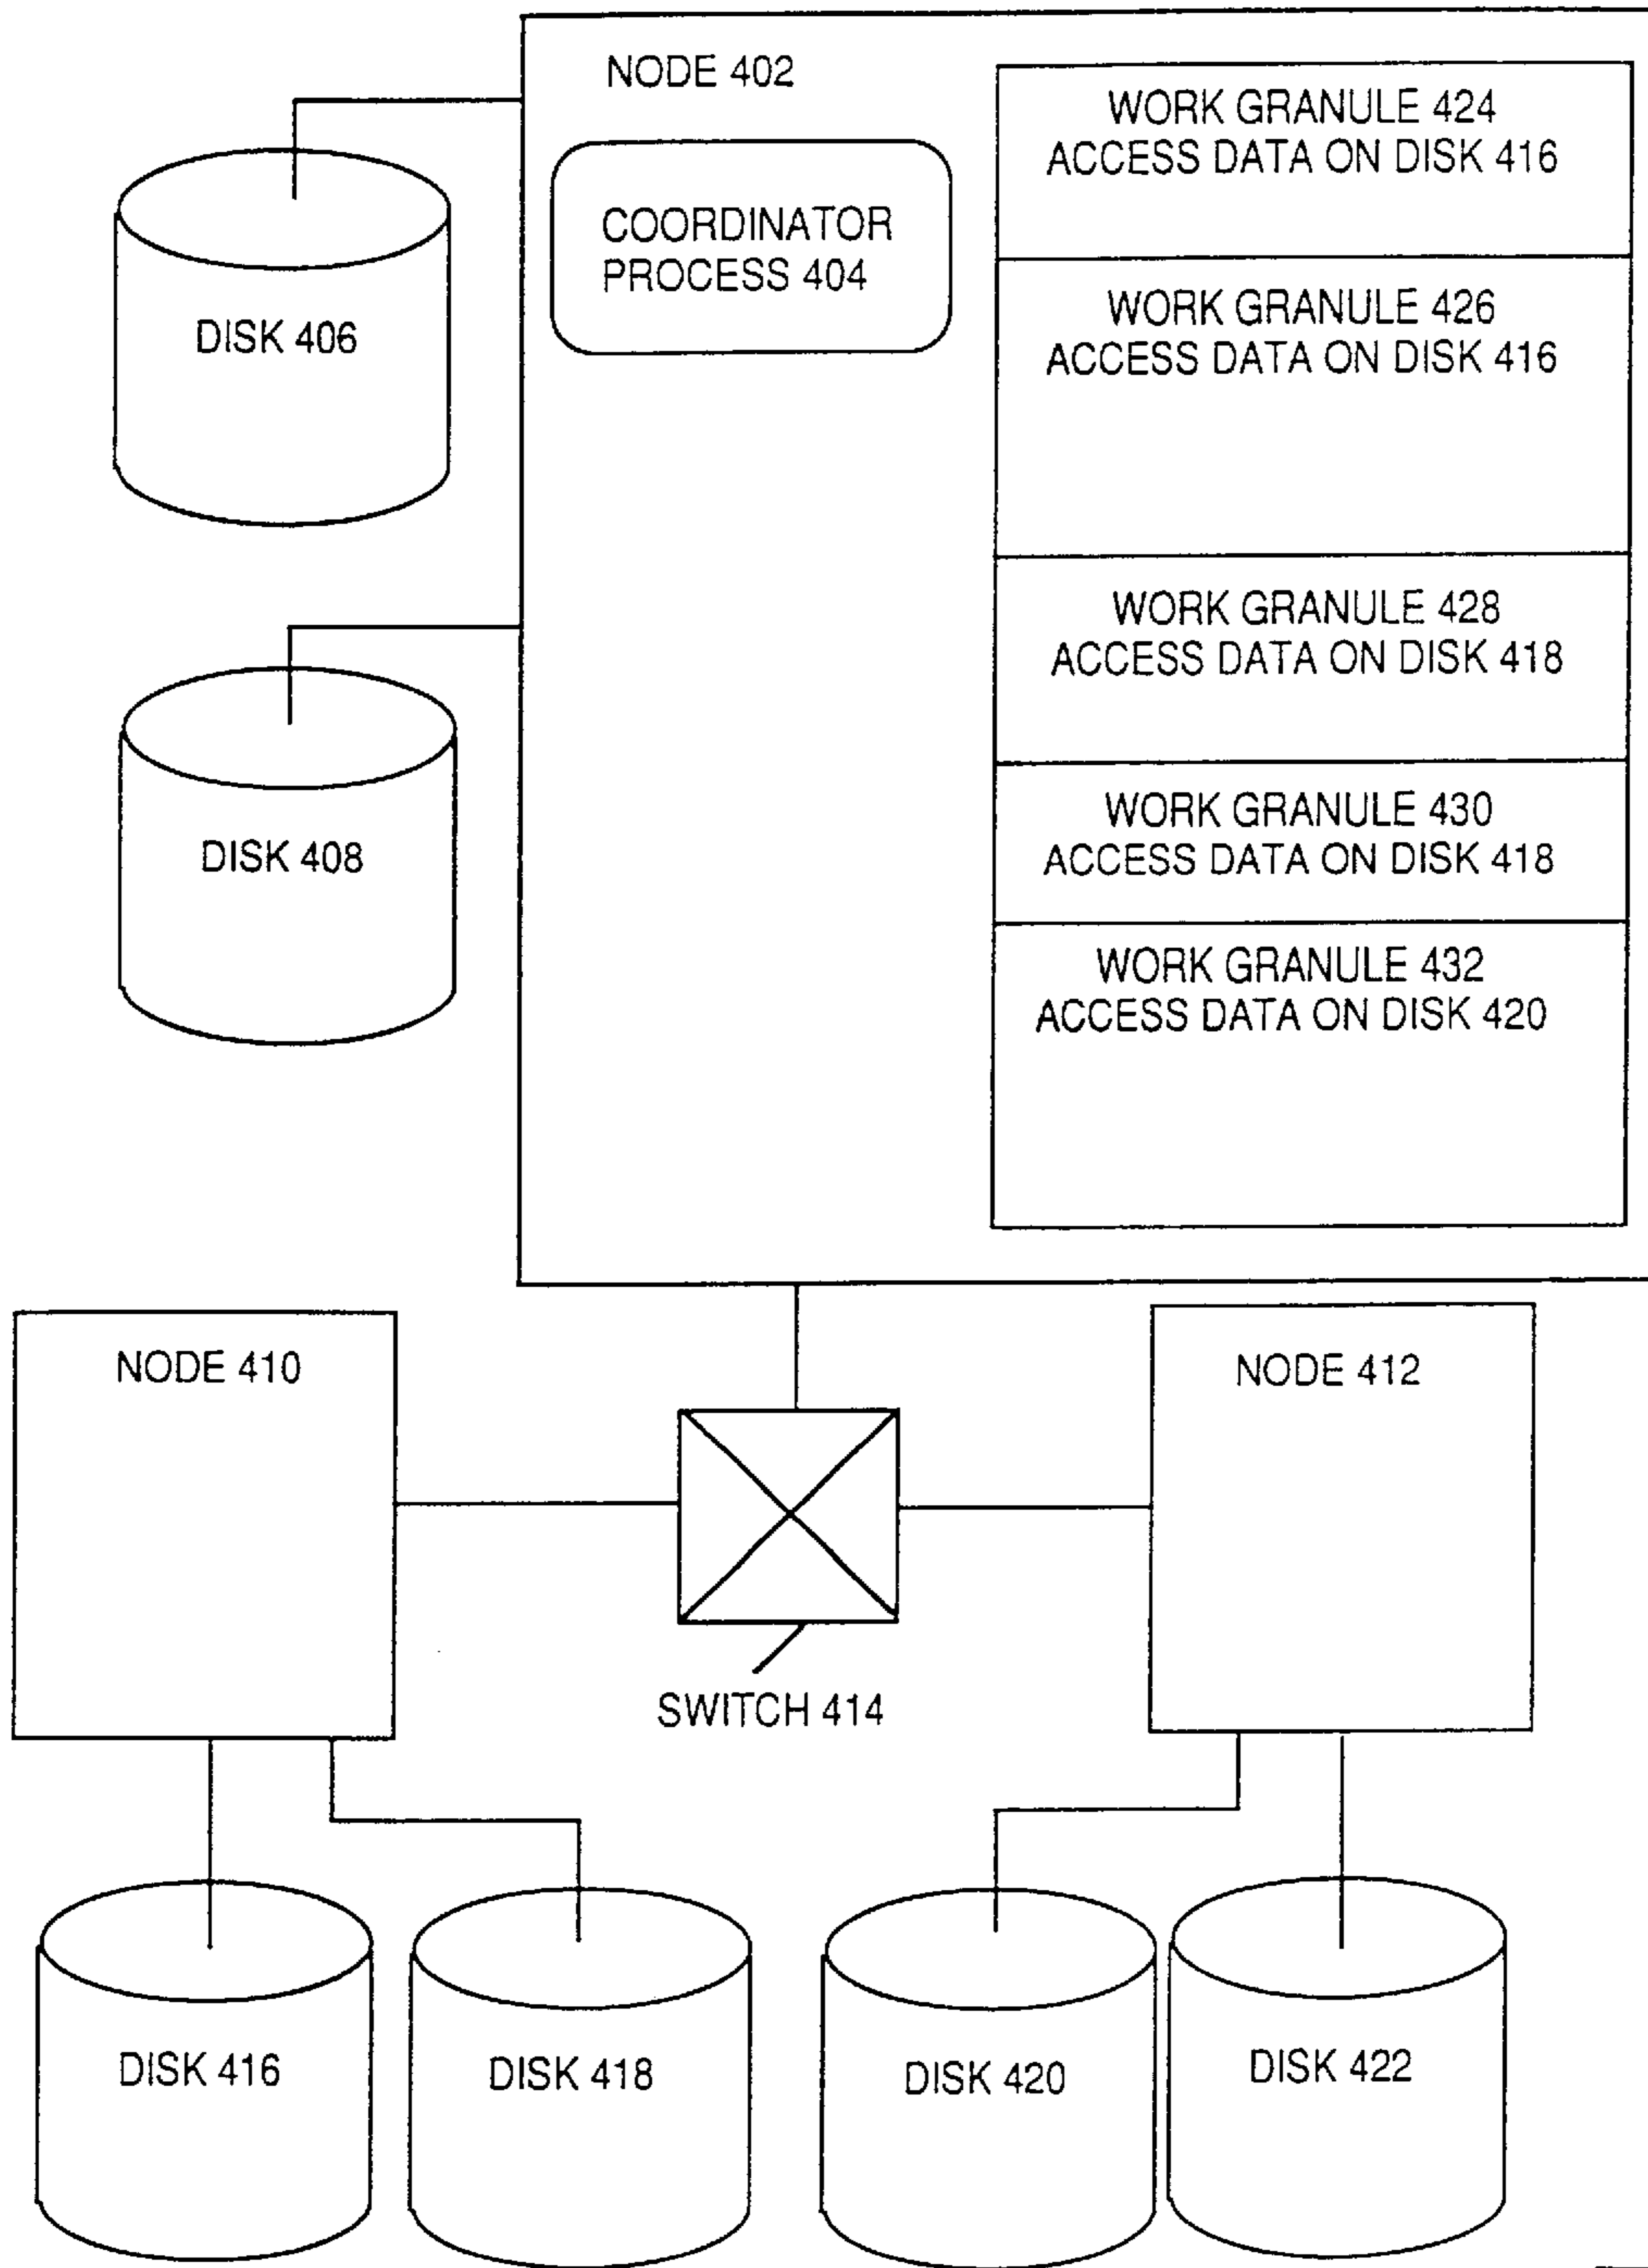 NODE 402
COORDINATOR
PROCESS 404
WORK GRANULE 424
ACCESS DATA ON DISK 416
WORK GRANULE 426
ACCESS DATA ON DISK 416
WORK GRANULE 428
ACCESS DATA ON DISK 418
WORK GRANULE 430
ACCESS DATA ON DISK 418
WORK GRANULE 432
ACCESS DATA ON DISK 420
DISK 406
DISK 408
NODE 410
NODE 412
SWITCH 414
DISK 416
DISK 418
DISK 420
DISK 422